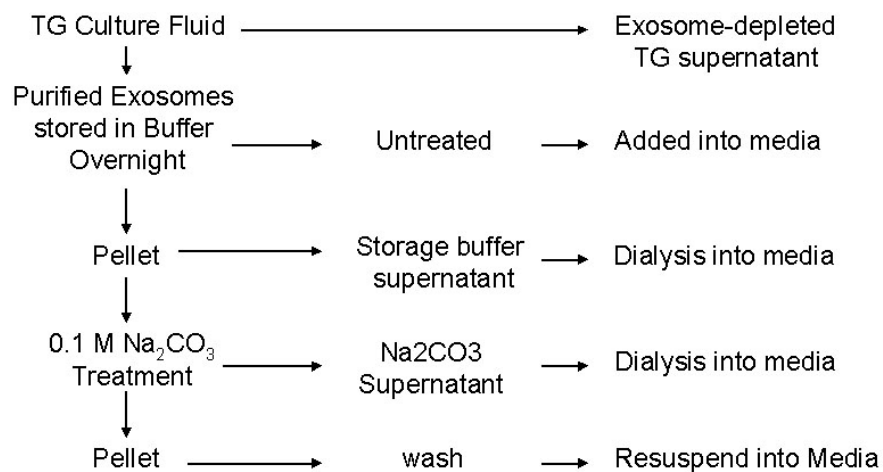 TG Culture Fluid
Exosome-depleted
TG supernatant
Purified Exosomes
stored in Buffer
Overnight
Untreated
Added into media
Pellet
Storage buffer
supernatant
Dialysis into media
0.1 M Na₂CO₃
Treatment
Na2CO3
Supernatant
Dialysis into media
Pellet
wash
Resuspend into Media